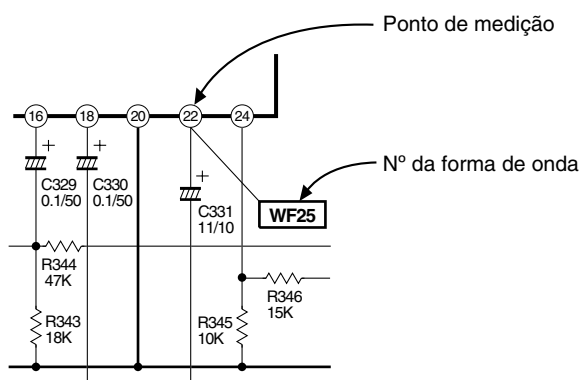 Ponto de medição
16
18
20
22
24
+
+
+
C329
0.1/50
C330
0.1/50
C331
11/10
Nº da forma de onda
WF25
R344
47K
R346
15K
R343
18K
R345
10K